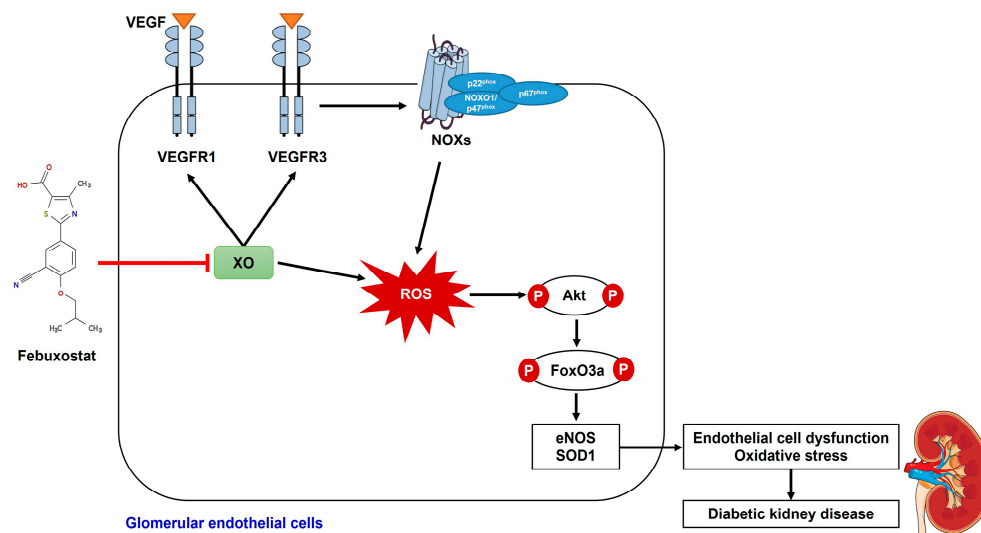 VEGF
p22phox
NOXO1/
p47phox
p67phox
NOXs
VEGFR1
VEGFR3
HO
O
CH3
S
N
N
O
H3C
CH3
Febuxostat
XO
ROS
P
Akt
P
P
FoxO3a
P
eNOS
SOD1
Endothelial cell dysfunction
Oxidative stress
Diabetic kidney disease
Glomerular endothelial cells